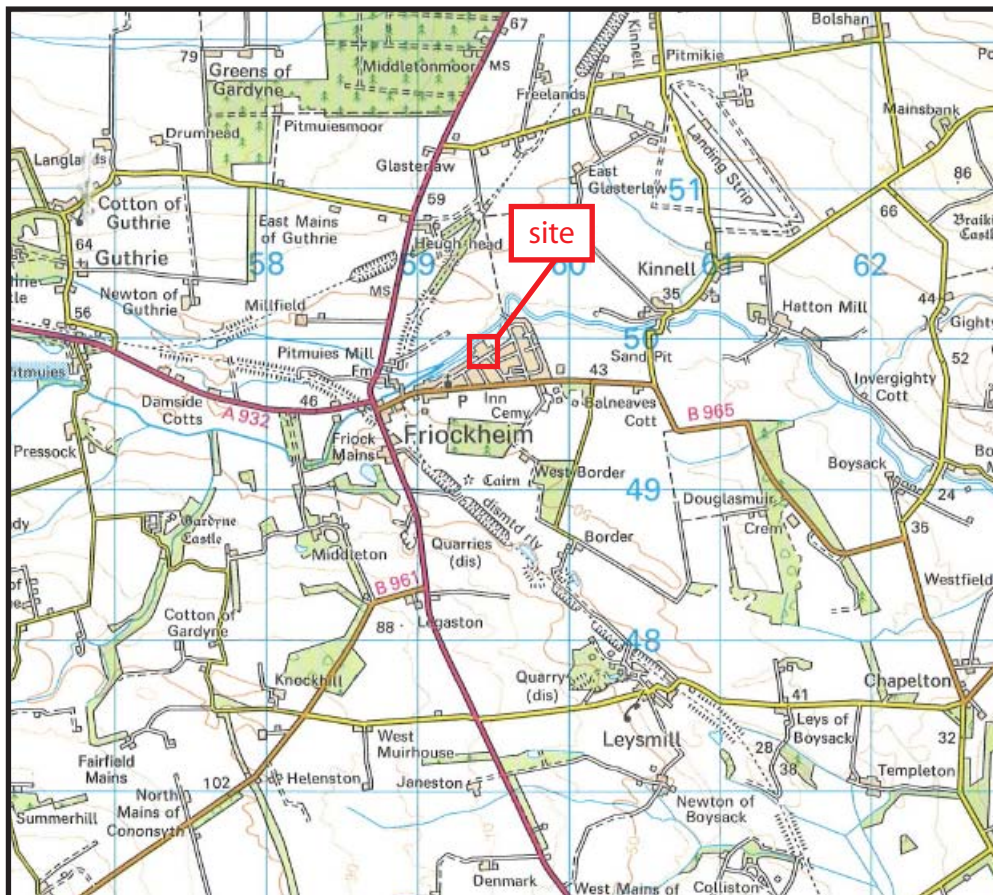 67
Bolshan
79
Greens of
Gardyne
Middletonmoor
MS
Kinnell
Pitmikie
Freelands
Mainsbank
Drumhead
Pitmuiesmoor
Landing Strip
Glasterlaw
East
Glasterlaw
51
86
Cotton of
Guthrie
59
East Mains
of Guthrie
site
66
Heugh-head
64
Guthrie
58
59
60
Kinnell
61
62
Newton of
Guthrie
MS
35
Hatton Mill
44
Millfield
56
50
52
Pitmuies Mill
Sand Pit
Fm
43
Invergighty
Cott
Damside
Cotts
A 932
46
P
Inn
Cemy
Balneaves
Cott
B 965
Friockheim
Friock
Mains
Pressock
West Border
Boysack
Cairn
49
dismtd rly
Douglasmuir
24
Gardyne
Castle
Crem
36
Quarries
(dis)
Border
Middleton
B 961
Westfield
Cotton of
Gardyne
88
Legaston
48
Knockhill
Quarry
(dis)
Chapelton
41
West
Muirhouse
Leysmill
Leys of
Boysack
32
Fairfield
Mains
28
38
102
Helenston
Janeston
Templeton
North
Mains of
Cononsyth
Summerhill
Newton of
Boysack
Denmark
West Mains of
Colliston